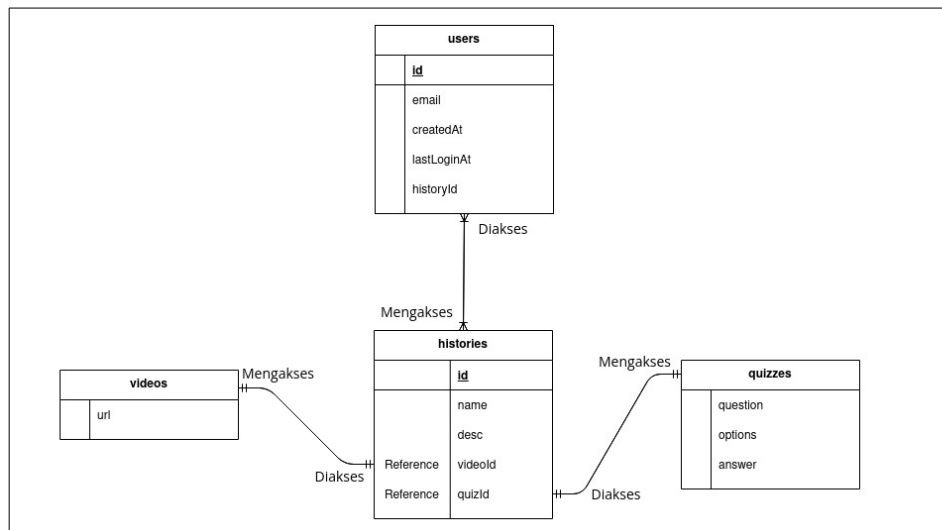 users
id
email
createdAt
lastLoginAt
historyId
Diakses
Mengakses
histories
id
name
desc
Reference videoId
Reference quizId
Mengakses
videos
url
Diakses
Mengakses
quizzes
question
options
answer
Diakses